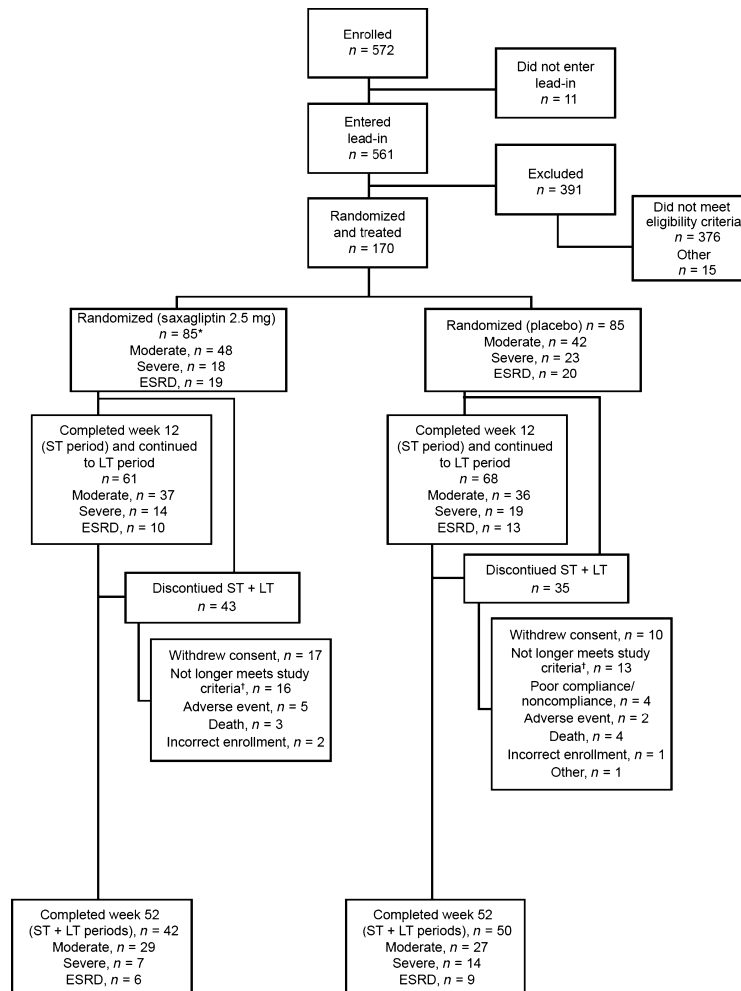 Enrolled
n = 572
Did not enter
lead-in
n = 11
Entered
lead-in
n = 561
Excluded
n = 391
Did not meet
eligibility criteria
n = 376
Other
n = 15
Randomized
and treated
n = 170
Randomized (saxagliptin 2.5 mg)
n = 85*
Moderate, n = 48
Severe, n = 18
ESRD, n = 19
Randomized (placebo) n = 85
Moderate, n = 42
Severe, n = 23
ESRD, n = 20
Completed week 12
(ST period) and continued
to LT period
n = 61
Moderate, n = 37
Severe, n = 14
ESRD, n = 10
Completed week 12
(ST period) and continued
to LT period
n = 68
Moderate, n = 36
Severe, n = 19
ESRD, n = 13
Discontiued ST + LT
n = 43
Discontiued ST + LT
n = 35
Withdrew consent, n = 17
Not longer meets study
criteria†, n = 16
Adverse event, n = 5
Death, n = 3
Incorrect enrollment, n = 2
Withdrew consent, n = 10
Not longer meets study
criteria†, n = 13
Poor compliance/
noncompliance, n = 4
Adverse event, n = 2
Death, n = 4
Incorrect enrollment, n = 1
Other, n = 1
Completed week 52
(ST + LT periods), n = 42
Moderate, n = 29
Severe, n = 7
ESRD, n = 6
Completed week 52
(ST + LT periods), n = 50
Moderate, n = 27
Severe, n = 14
ESRD, n = 9